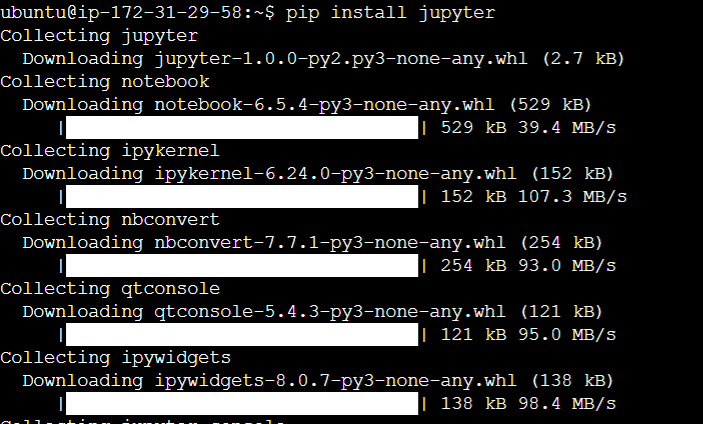 ubuntu@ip-172-31-29-58:~$ pip install jupyter
Collecting jupyter
  Downloading jupyter-1.0.0-py2.py3-none-any.whl (2.7 kB)
Collecting notebook
  Downloading notebook-6.5.4-py3-none-any.whl (529 kB)
     |████████████████████████████████| 529 kB 39.4 MB/s
Collecting ipykernel
  Downloading ipykernel-6.24.0-py3-none-any.whl (152 kB)
     |████████████████████████████████| 152 kB 107.3 MB/s
Collecting nbconvert
  Downloading nbconvert-7.7.1-py3-none-any.whl (254 kB)
     |████████████████████████████████| 254 kB 93.0 MB/s
Collecting qtconsole
  Downloading qtconsole-5.4.3-py3-none-any.whl (121 kB)
     |████████████████████████████████| 121 kB 95.0 MB/s
Collecting ipywidgets
  Downloading ipywidgets-8.0.7-py3-none-any.whl (138 kB)
     |████████████████████████████████| 138 kB 98.4 MB/s